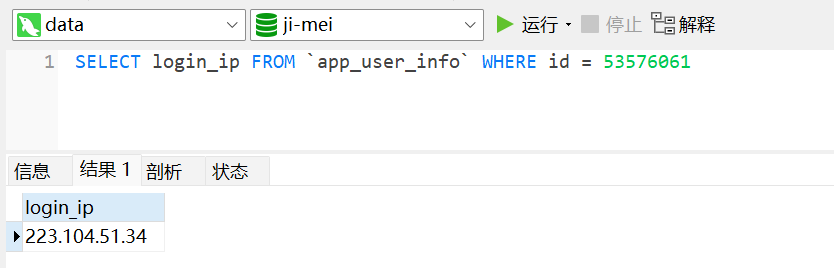 data ji-mei 运行 停止 解释
1 SELECT login_ip FROM `app_user_info` WHERE id = 53576061
信息 结果 1 剖析 状态
login_ip
223.104.51.34